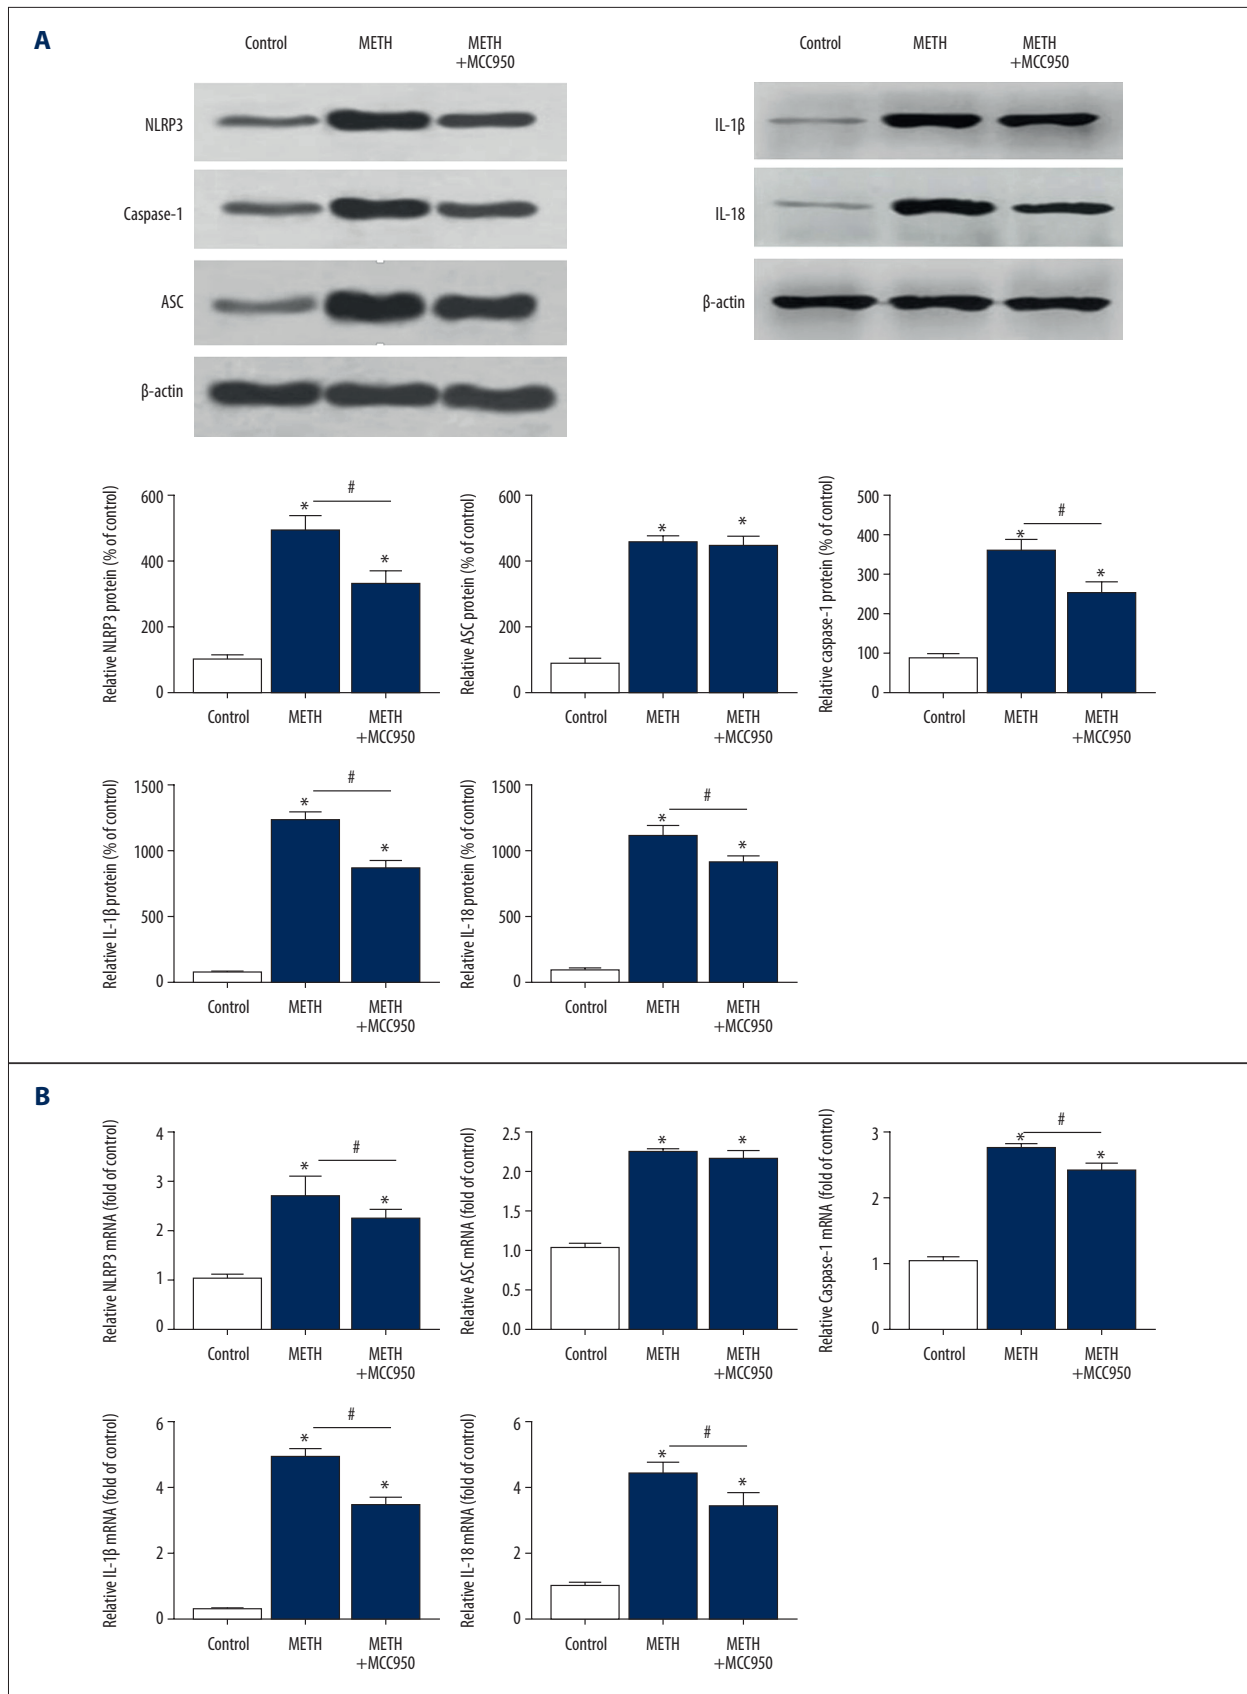 A
Control METH METH
+MCC950
NLRP3
Caspase-1
ASC
β-actin
Control METH METH
+MCC950
IL-1β
IL-18
β-actin
Relative NLRP3 protein (% of control)
600
400
200
0
* # *
Control METH METH
+MCC950
Relative ASC protein (% of control)
600
400
200
0
* *
Control METH METH
+MCC950
Relative caspase-1 protein (% of control)
500
400
300
200
100
0
* # *
Control METH METH
+MCC950
Relative IL-1β protein (% of control)
1500
1000
500
0
* # *
Control METH METH
+MCC950
Relative IL-18 protein (% of control)
1500
1000
500
0
* # *
Control METH METH
+MCC950
B
Relative NLRP3 mRNA (fold of control)
4
3
2
1
0
* # *
Control METH METH
+MCC950
Relative ASC mRNA (fold of control)
2.5
2.0
1.5
1.0
0.5
0.0
* *
Control METH METH
+MCC950
Relative Caspase-1 mRNA (fold of control)
3
2
1
0
* # *
Control METH METH
+MCC950
Relative IL-1β mRNA (fold of control)
6
4
2
0
* # *
Control METH METH
+MCC950
Relative IL-18 mRNA (fold of control)
6
4
2
0
* # *
Control METH METH
+MCC950